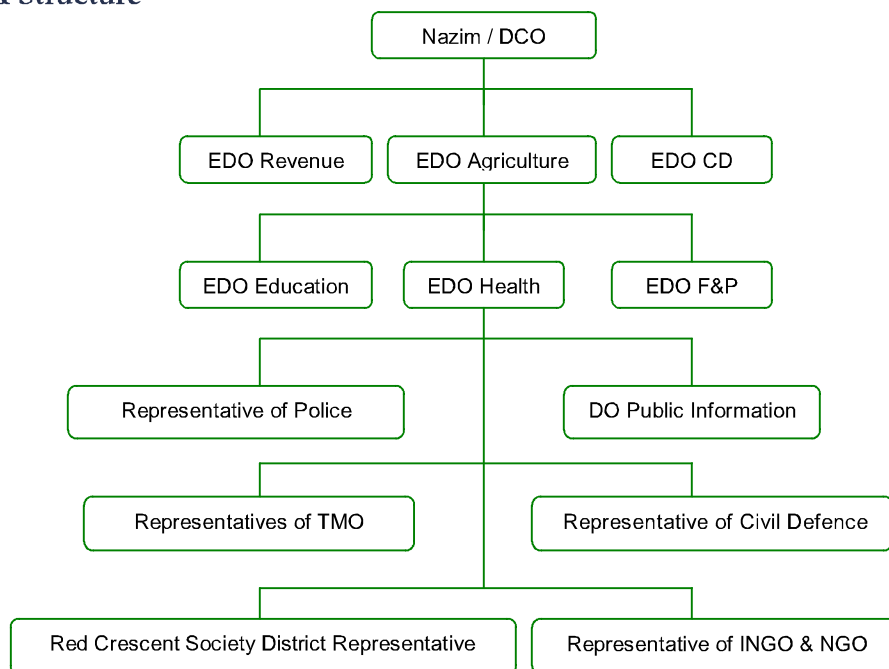 Structure
Nazim / DCO
EDO Revenue
EDO Agriculture
EDO CD
EDO Education
EDO Health
EDO F&P
Representative of Police
DO Public Information
Representatives of TMO
Representative of Civil Defence
Red Crescent Society District Representative
Representative of INGO & NGO